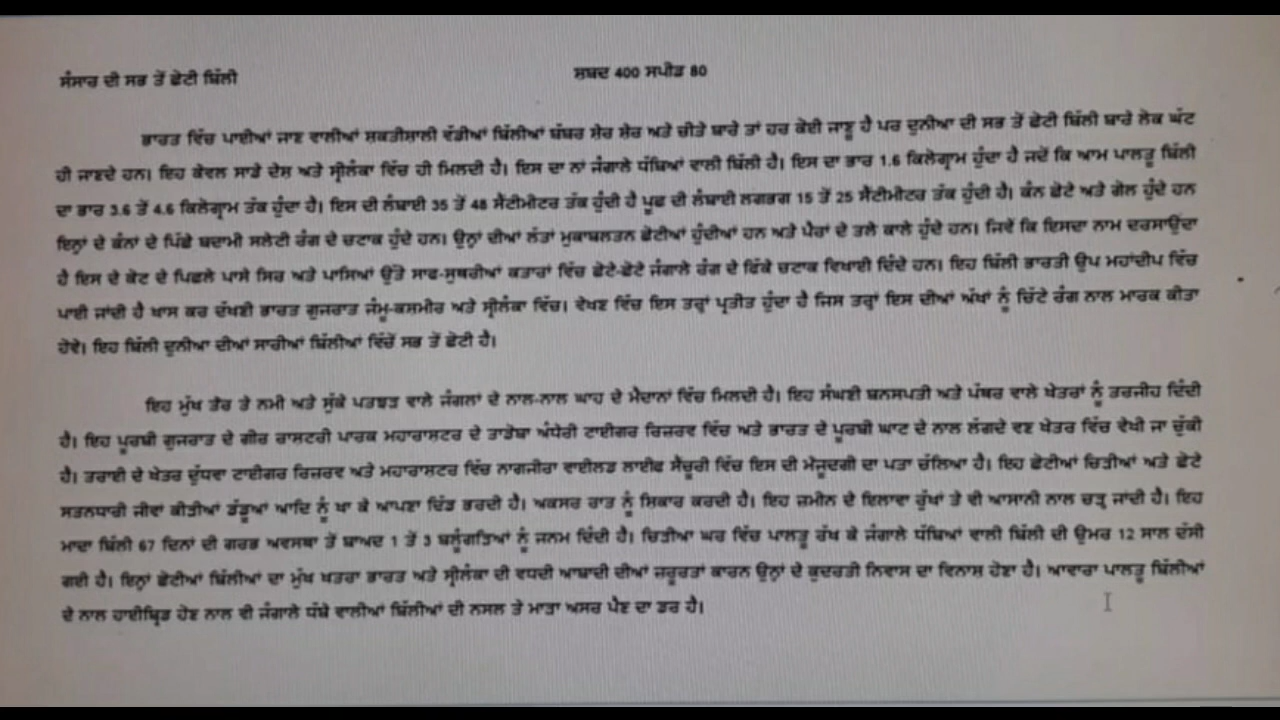 ਸੰਸਾਰ ਦੀ ਸਭ ਤੋਂ ਛੋਟੀ ਬਿੱਲੀ
ਸ਼ਬਦ 400 ਸਪੀਡ 80
ਭਾਰਤ ਵਿੱਚ ਪਾਈਆਂ ਜਾਣ ਵਾਲੀਆਂ ਸ਼ਕਤੀਸ਼ਾਲੀ ਵੱਡੀਆਂ ਬਿੱਲੀਆਂ ਬੱਬਰ ਸ਼ੇਰ ਸ਼ੇਰ ਅਤੇ ਚੀਤੇ ਬਾਰੇ ਤਾਂ ਹਰ ਕੋਈ ਜਾਣੂ ਹੈ ਪਰ ਦੁਨੀਆ ਦੀ ਸਭ ਤੋਂ ਛੋਟੀ ਬਿੱਲੀ ਬਾਰੇ ਲੋਕ ਘੱਟ
ਹੀ ਜਾਣਦੇ ਹਨ। ਇਹ ਕੇਵਲ ਸਾਡੇ ਦੇਸ਼ ਅਤੇ ਸ੍ਰੀਲੰਕਾ ਵਿੱਚ ਹੀ ਮਿਲਦੀ ਹੈ। ਇਸ ਦਾ ਨਾਂ ਜੰਗਾਲੇ ਧੱਬਿਆਂ ਵਾਲੀ ਬਿੱਲੀ ਹੈ। ਇਸ ਦਾ ਭਾਰ 1.6 ਕਿਲੋਗ੍ਰਾਮ ਹੁੰਦਾ ਹੈ ਜਦੋਂ ਕਿ ਆਮ ਪਾਲਤੂ ਬਿੱਲੀ
ਦਾ ਭਾਰ 3.6 ਤੋਂ 4.6 ਕਿਲੋਗ੍ਰਾਮ ਤੱਕ ਹੁੰਦਾ ਹੈ। ਇਸ ਦੀ ਲੰਬਾਈ 35 ਤੋਂ 48 ਸੈਂਟੀਮੀਟਰ ਤੱਕ ਹੁੰਦੀ ਹੈ ਪੂਛ ਦੀ ਲੰਬਾਈ ਲਗਭਗ 15 ਤੋਂ 25 ਸੈਂਟੀਮੀਟਰ ਤੱਕ ਹੁੰਦੀ ਹੈ। ਕੰਨ ਛੋਟੇ ਅਤੇ ਗੋਲ ਹੁੰਦੇ ਹਨ
ਇਨ੍ਹਾਂ ਦੇ ਕੰਨਾਂ ਦੇ ਪਿੱਛੇ ਬਦਾਮੀ ਸਲੇਟੀ ਰੰਗ ਦੇ ਚਟਾਕ ਹੁੰਦੇ ਹਨ। ਉਨ੍ਹਾਂ ਦੀਆਂ ਲੱਤਾਂ ਮੁਕਾਬਲਤਨ ਛੋਟੀਆਂ ਹੁੰਦੀਆਂ ਹਨ ਅਤੇ ਪੈਰਾਂ ਦੇ ਤਲੇ ਕਾਲੇ ਹੁੰਦੇ ਹਨ। ਜਿਵੇਂ ਕਿ ਇਸਦਾ ਨਾਮ ਦਰਸਾਉਂਦਾ
ਹੈ ਇਸ ਦੇ ਕੋਟ ਦੇ ਪਿਛਲੇ ਪਾਸੇ ਸਿਰ ਅਤੇ ਪਾਸਿਆਂ ਉੱਤੇ ਸਾਫ-ਸੁਥਰੀਆਂ ਕਤਾਰਾਂ ਵਿੱਚ ਛੋਟੇ-ਛੋਟੇ ਜੰਗਾਲੇ ਰੰਗ ਦੇ ਫਿੱਕੇ ਚਟਾਕ ਵਿਖਾਈ ਦਿੰਦੇ ਹਨ। ਇਹ ਬਿੱਲੀ ਭਾਰਤੀ ਉਪ ਮਹਾਂਦੀਪ ਵਿੱਚ
ਪਾਈ ਜਾਂਦੀ ਹੈ ਖਾਸ ਕਰ ਦੱਖਣੀ ਭਾਰਤ ਗੁਜਰਾਤ ਜੰਮੂ-ਕਸ਼ਮੀਰ ਅਤੇ ਸ੍ਰੀਲੰਕਾ ਵਿੱਚ। ਵੇਖਣ ਵਿੱਚ ਇਸ ਤਰ੍ਹਾਂ ਪ੍ਰਤੀਤ ਹੁੰਦਾ ਹੈ ਜਿਸ ਤਰ੍ਹਾਂ ਇਸ ਦੀਆਂ ਅੱਖਾਂ ਨੂੰ ਚਿੱਟੇ ਰੰਗ ਨਾਲ ਮਾਰਕ ਕੀਤਾ
ਹੋਵੇ। ਇਹ ਬਿੱਲੀ ਦੁਨੀਆ ਦੀਆਂ ਸਾਰੀਆਂ ਬਿੱਲੀਆਂ ਵਿੱਚੋਂ ਸਭ ਤੋਂ ਛੋਟੀ ਹੈ।
ਇਹ ਮੁੱਖ ਤੌਰ ਤੇ ਨਮੀ ਅਤੇ ਸੁੱਕੇ ਪਤਝੜ ਵਾਲੇ ਜੰਗਲਾਂ ਦੇ ਨਾਲ-ਨਾਲ ਘਾਹ ਦੇ ਮੈਦਾਨਾਂ ਵਿੱਚ ਮਿਲਦੀ ਹੈ। ਇਹ ਸੰਘਣੀ ਬਨਸਪਤੀ ਅਤੇ ਪੱਥਰ ਵਾਲੇ ਖੇਤਰਾਂ ਨੂੰ ਤਰਜੀਹ ਦਿੰਦੀ
ਹੈ। ਇਹ ਪੂਰਬੀ ਗੁਜਰਾਤ ਦੇ ਗੀਰ ਰਾਸ਼ਟਰੀ ਪਾਰਕ ਮਹਾਰਾਸ਼ਟਰ ਦੇ ਤਾਡੋਬਾ ਅੰਧੇਰੀ ਟਾਈਗਰ ਰਿਜ਼ਰਵ ਵਿੱਚ ਅਤੇ ਭਾਰਤ ਦੇ ਪੂਰਬੀ ਘਾਟ ਦੇ ਨਾਲ ਲੱਗਦੇ ਵਣ ਖੇਤਰ ਵਿੱਚ ਵੇਖੀ ਜਾ ਚੁੱਕੀ
ਹੈ। ਤਰਾਈ ਦੇ ਖੇਤਰ ਦੁੱਧਵਾ ਟਾਈਗਰ ਰਿਜ਼ਰਵ ਅਤੇ ਮਹਾਰਾਸ਼ਟਰ ਵਿੱਚ ਨਾਗਜੀਰਾ ਵਾਈਲਡ ਲਾਈਫ ਸੈਂਚੂਰੀ ਵਿੱਚ ਇਸ ਦੀ ਮੌਜੂਦਗੀ ਦਾ ਪਤਾ ਚੱਲਿਆ ਹੈ। ਇਹ ਛੋਟੀਆਂ ਚਿੜੀਆਂ ਅਤੇ ਛੋਟੇ
ਸਤਨਧਾਰੀ ਜੀਵਾਂ ਕੀੜੀਆਂ ਡੱਡੂਆਂ ਆਦਿ ਨੂੰ ਖਾ ਕੇ ਆਪਣਾ ਢਿੱਡ ਭਰਦੀ ਹੈ। ਅਕਸਰ ਰਾਤ ਨੂੰ ਸ਼ਿਕਾਰ ਕਰਦੀ ਹੈ। ਇਹ ਜ਼ਮੀਨ ਦੇ ਇਲਾਵਾ ਰੁੱਖਾਂ ਤੇ ਵੀ ਆਸਾਨੀ ਨਾਲ ਚੜ੍ਹ ਜਾਂਦੀ ਹੈ। ਇਹ
ਮਾਦਾ ਬਿੱਲੀ 67 ਦਿਨਾਂ ਦੀ ਗਰਭ ਅਵਸਥਾ ਤੋਂ ਬਾਅਦ 1 ਤੋਂ 3 ਬਲੂੰਗੜਿਆਂ ਨੂੰ ਜਨਮ ਦਿੰਦੀ ਹੈ। ਚਿੜੀਆ ਘਰ ਵਿੱਚ ਪਾਲਤੂ ਰੱਖ ਕੇ ਜੰਗਾਲੇ ਧੱਬਿਆਂ ਵਾਲੀ ਬਿੱਲੀ ਦੀ ਉਮਰ 12 ਸਾਲ ਦੱਸੀ
ਗਈ ਹੈ। ਇਨ੍ਹਾਂ ਛੋਟੀਆਂ ਬਿੱਲੀਆਂ ਦਾ ਮੁੱਖ ਖਤਰਾ ਭਾਰਤ ਅਤੇ ਸ੍ਰੀਲੰਕਾ ਦੀ ਵਧਦੀ ਆਬਾਦੀ ਦੀਆਂ ਜ਼ਰੂਰਤਾਂ ਕਾਰਨ ਉਨ੍ਹਾਂ ਦੇ ਕੁਦਰਤੀ ਨਿਵਾਸ ਦਾ ਵਿਨਾਸ਼ ਹੋਣਾ ਹੈ। ਆਵਾਰਾ ਪਾਲਤੂ ਬਿੱਲੀਆਂ
ਦੇ ਨਾਲ ਹਾਈਬ੍ਰਿਡ ਹੋਣ ਨਾਲ ਵੀ ਜੰਗਾਲੇ ਧੱਬੇ ਵਾਲੀਆਂ ਬਿੱਲੀਆਂ ਦੀ ਨਸਲ ਤੇ ਮਾੜਾ ਅਸਰ ਪੈਣ ਦਾ ਡਰ ਹੈ।